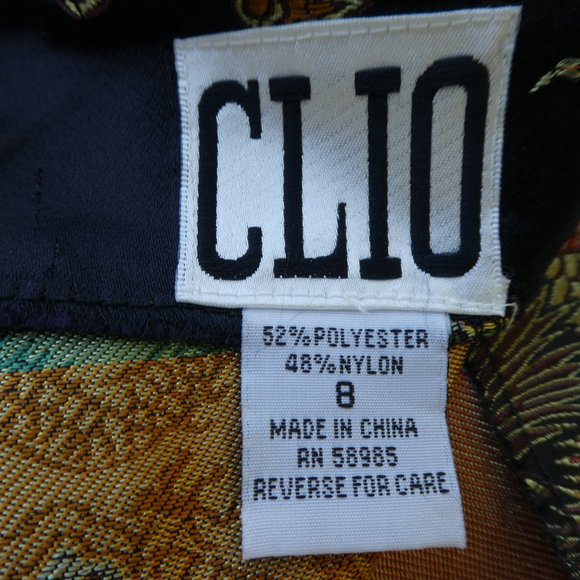 CLIO
52%POLYESTER
48%NYLON
8
MADE IN CHINA
RN 58985
REVERSE FOR CARE